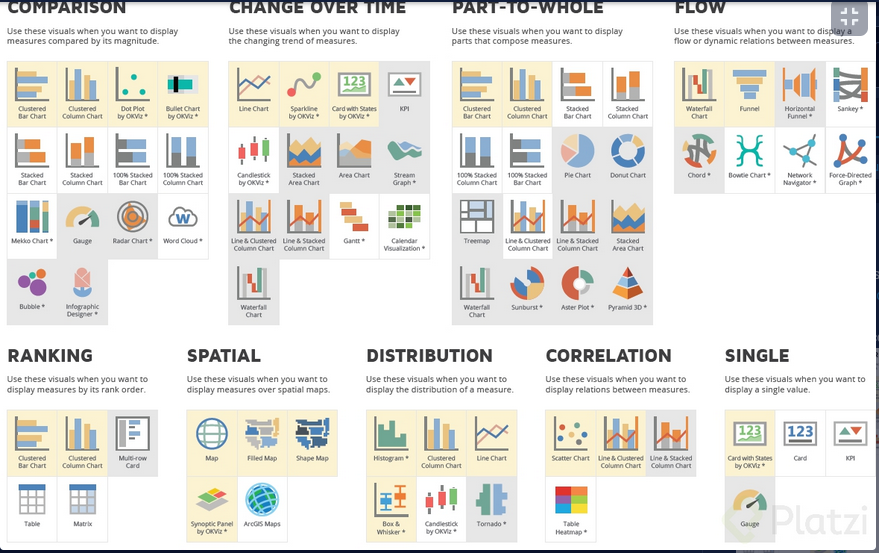 COMPARISON
Use these visuals when you want to display
measures compared by its magnitude.
Clustered
Bar Chart
Clustered
Column Chart
Dot Plot
by OKViz *
Bullet Chart
by OKViz *
Stacked
Bar Chart
Stacked
Column Chart
100% Stacked
Bar Chart
100% Stacked
Column Chart
Mekko Chart *
Gauge
Radar Chart *
W
Word Cloud *
Bubble *
Infographic
Designer *
CHANGE OVER TIME
Use these visuals when you want to display
the changing trend of measures.
Line Chart
Sparkline
by OKViz *
123
Card with States
by OKViz *
KPI
Candlestick
by OKViz *
Stacked
Area Chart
Area Chart
Stream
Graph *
Line & Clustered
Column Chart
Line & Stacked
Column Chart
Gantt *
Calendar
Visualization *
Waterfall
Chart
PART-TO-WHOLE
Use these visuals when you want to display
parts that compose measures.
Clustered
Bar Chart
Clustered
Column Chart
Stacked
Bar Chart
Stacked
Column Chart
100% Stacked
Column Chart
100% Stacked
Bar Chart
Pie Chart
Donut Chart
Treemap
Line & Clustered
Column Chart
Line & Stacked
Column Chart
Stacked
Area Chart
Waterfall
Chart
Sunburst *
Aster Plot *
Pyramid 3D *
FLOW
Use these visuals when you want to display a
flow or dynamic relations between measures.
Waterfall
Chart
Funnel
Horizontal
Funnel *
Sankey *
Chord *
Bowtie Chart *
Network
Navigator *
Force-Directed
Graph *
RANKING
Use these visuals when you want to
display measures by its rank order.
Clustered
Bar Chart
Clustered
Column Chart
Multi-row
Card
Table
Matrix
SPATIAL
Use these visuals when you want to
display measures over spatial maps.
Map
Filled Map
Shape Map
Synoptic Panel
by OKViz *
ArcGIS Maps
DISTRIBUTION
Use these visuals when you want to
display the distribution of a measure.
Histogram *
Clustered
Column Chart
Line Chart
Box &
Whisker *
Candlestick
by OKViz *
Tornado *
CORRELATION
Use these visuals when you want to
display relations between measures.
Scatter Chart
Line & Clustered
Column Chart
Line & Stacked
Column Chart
Table
Heatmap *
SINGLE
Use these visuals when you want to
display a single value.
123
Card with States
by OKViz *
123
Card
KPI
Gauge
Platzi